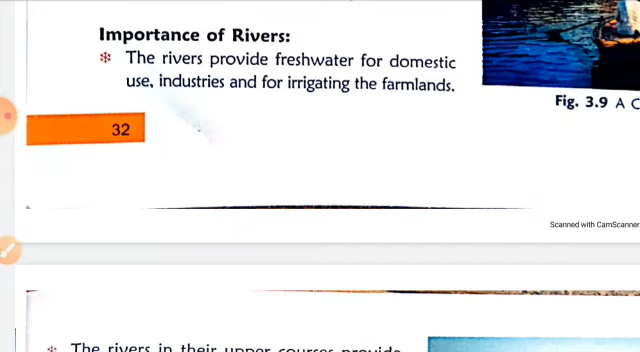 Importance of Rivers:
❄ The rivers provide freshwater for domestic
use, industries and for irrigating the farmlands.
Fig. 3.9 A C
32
Scanned with CamScanner
❄ The rivers in their upper courses provide